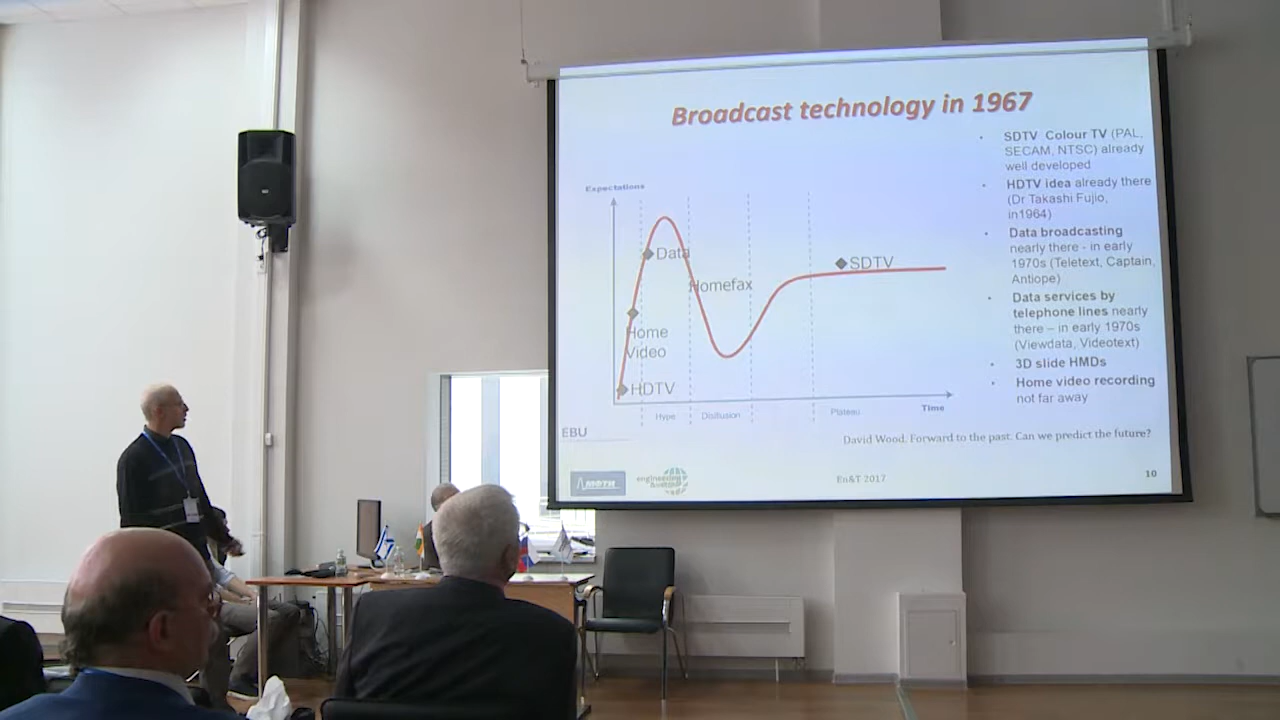 Broadcast technology in 1967
Expectations
Data
Homefax
SDTV
Home
Video
HDTV
Hype
Disillusion
Plateau
Time
• SDTV Colour TV (PAL,
SECAM, NTSC) already
well developed
• HDTV idea already there
(Dr Takashi Fujio,
in1964)
• Data broadcasting
nearly there - in early
1970s (Teletext, Captain,
Antiope)
• Data services by
telephone lines nearly
there – in early 1970s
(Viewdata, Videotext)
• 3D slide HMDs
• Home video recording
not far away
EBU
David Wood. Forward to the past. Can we predict the future?
МФТИ
engineering
En&T 2017
10